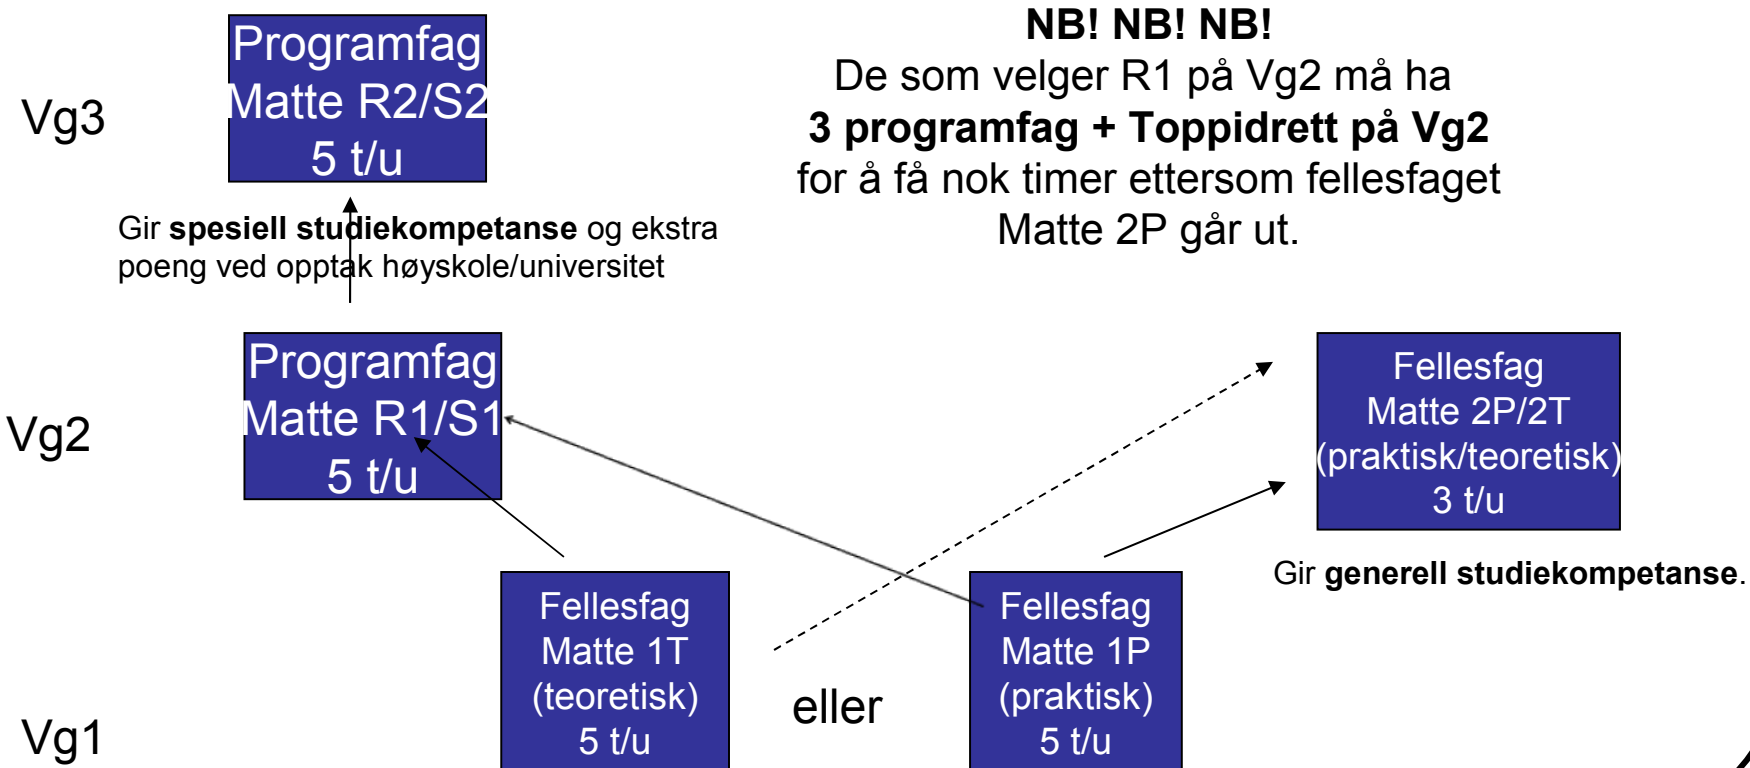 NB! NB! NB!
De som velger R1 på Vg2 må ha
3 programfag + Toppidrett på Vg2
for å få nok timer ettersom fellesfaget
Matte 2P går ut.
Vg3
Programfag
Matte R2/S2
5 t/u
Gir spesiell studiekompetanse og ekstra
poeng ved opptak høyskole/universitet
Vg2
Programfag
Matte R1/S1
5 t/u
Fellesfag
Matte 2P/2T
(praktisk/teoretisk)
3 t/u
Gir generell studiekompetanse.
Vg1
Fellesfag
Matte 1T
(teoretisk)
5 t/u
eller
Fellesfag
Matte 1P
(praktisk)
5 t/u